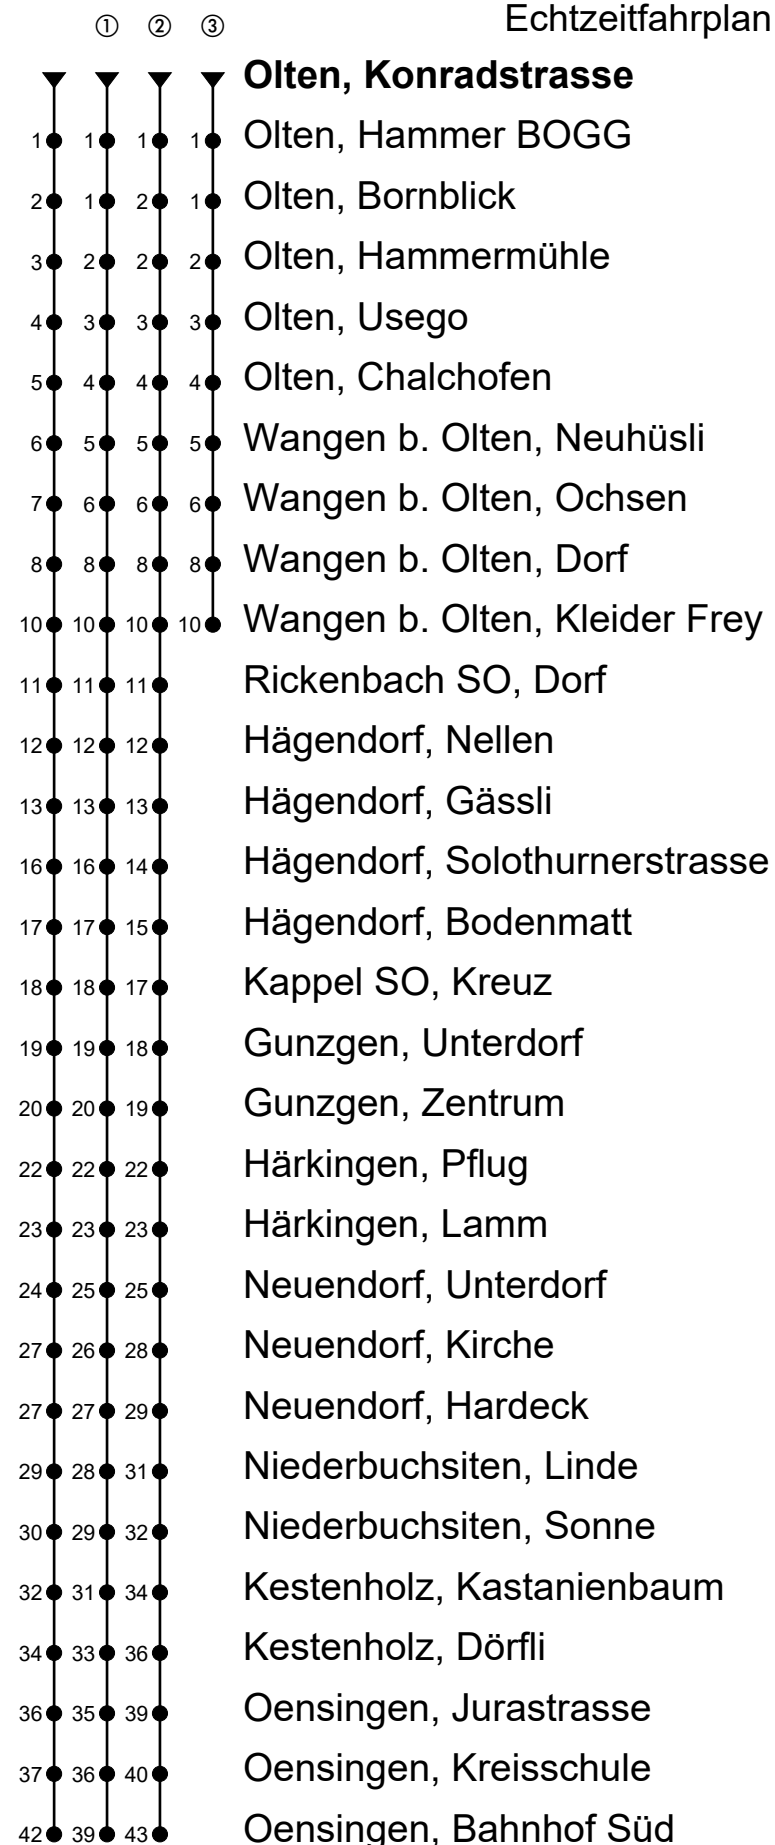 ① ② ③ Echtzeitfahrplan
Olten, Konradstrasse
1 1 1 1 Olten, Hammer BOGG
2 1 2 1 Olten, Bornblick
3 2 2 2 Olten, Hammermühle
4 3 3 3 Olten, Usego
5 4 4 4 Olten, Chalchofen
6 5 5 5 Wangen b. Olten, Neuhüsli
7 6 6 6 Wangen b. Olten, Ochsen
8 8 8 8 Wangen b. Olten, Dorf
10 10 10 10 Wangen b. Olten, Kleider Frey
11 11 11 Rickenbach SO, Dorf
12 12 12 Hägendorf, Nellen
13 13 13 Hägendorf, Gässli
16 16 14 Hägendorf, Solothurnerstrasse
17 17 15 Hägendorf, Bodenmatt
18 18 17 Kappel SO, Kreuz
19 19 18 Gunzgen, Unterdorf
20 20 19 Gunzgen, Zentrum
22 22 22 Härkingen, Pflug
23 23 23 Härkingen, Lamm
24 25 25 Neuendorf, Unterdorf
27 26 28 Neuendorf, Kirche
27 27 29 Neuendorf, Hardeck
29 28 31 Niederbuchsiten, Linde
30 29 32 Niederbuchsiten, Sonne
32 31 34 Kestenholz, Kastanienbaum
34 33 36 Kestenholz, Dörfli
36 35 39 Oensingen, Jurastrasse
37 36 40 Oensingen, Kreisschule
42 39 43 Oensingen, Bahnhof Süd